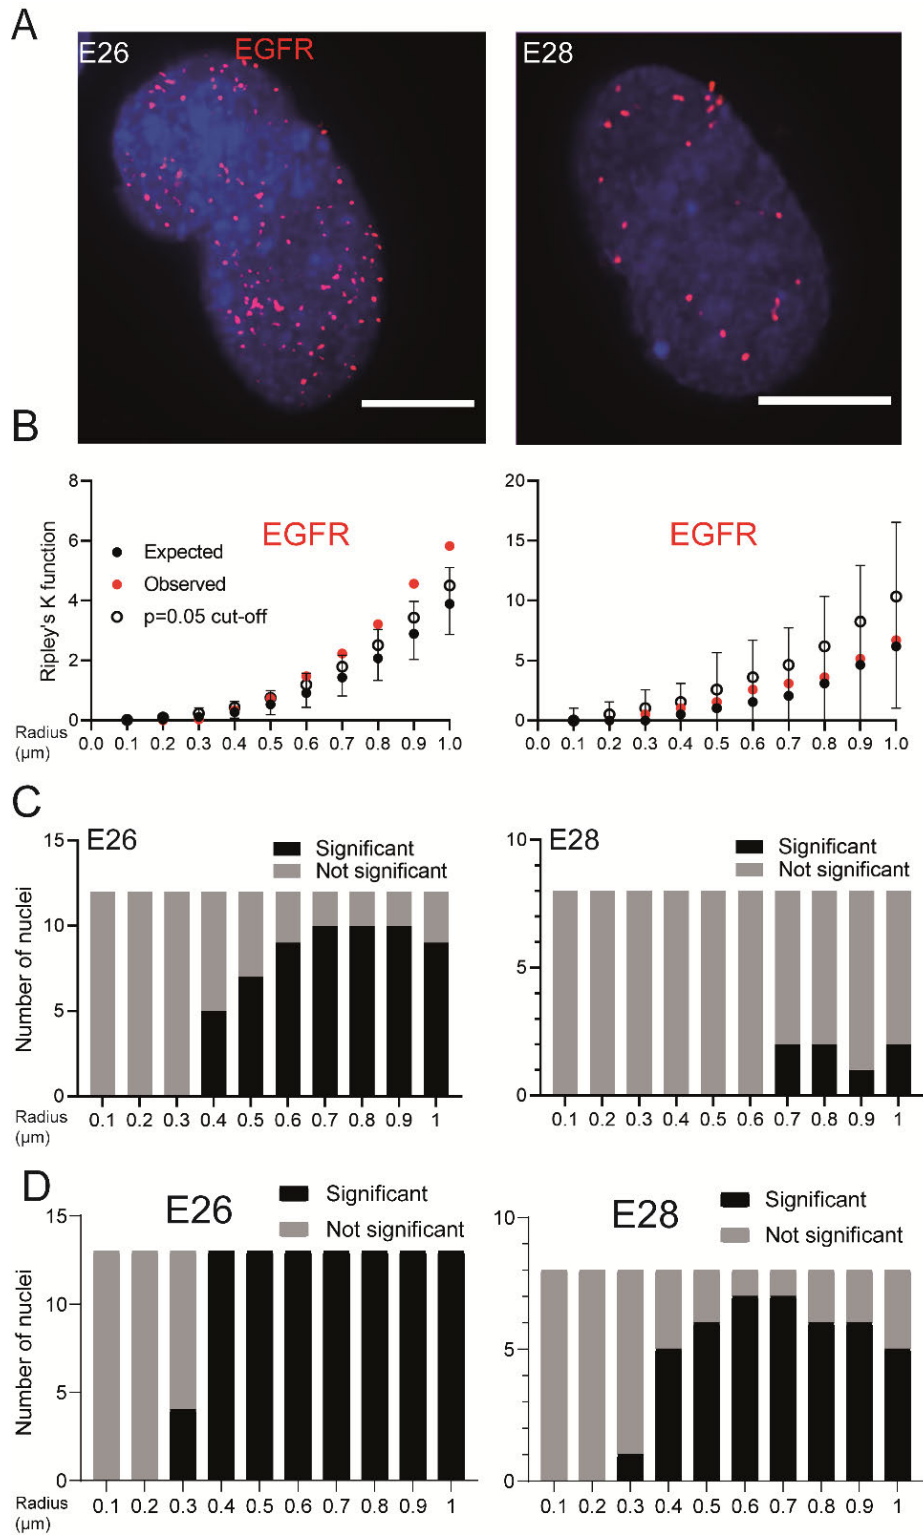 A
E26
EGFR
E28
B
8
6
4
2
0
Ripley's K function
EGFR
Expected
Observed
p=0.05 cut-off
Radius
(µm)
0.0 0.1 0.2 0.3 0.4 0.5 0.6 0.7 0.8 0.9 1.0
20
15
10
5
0
EGFR
0.0 0.1 0.2 0.3 0.4 0.5 0.6 0.7 0.8 0.9 1.0
C
15
10
5
0
Number of nuclei
E26
Significant
Not significant
Radius
(µm)
0.1 0.2 0.3 0.4 0.5 0.6 0.7 0.8 0.9 1
10
5
0
E28
Significant
Not significant
0.1 0.2 0.3 0.4 0.5 0.6 0.7 0.8 0.9 1
D
15
10
5
0
Number of nuclei
E26
Significant
Not significant
Radius
(µm)
0.1 0.2 0.3 0.4 0.5 0.6 0.7 0.8 0.9 1
10
5
0
E28
Significant
Not significant
0.1 0.2 0.3 0.4 0.5 0.6 0.7 0.8 0.9 1